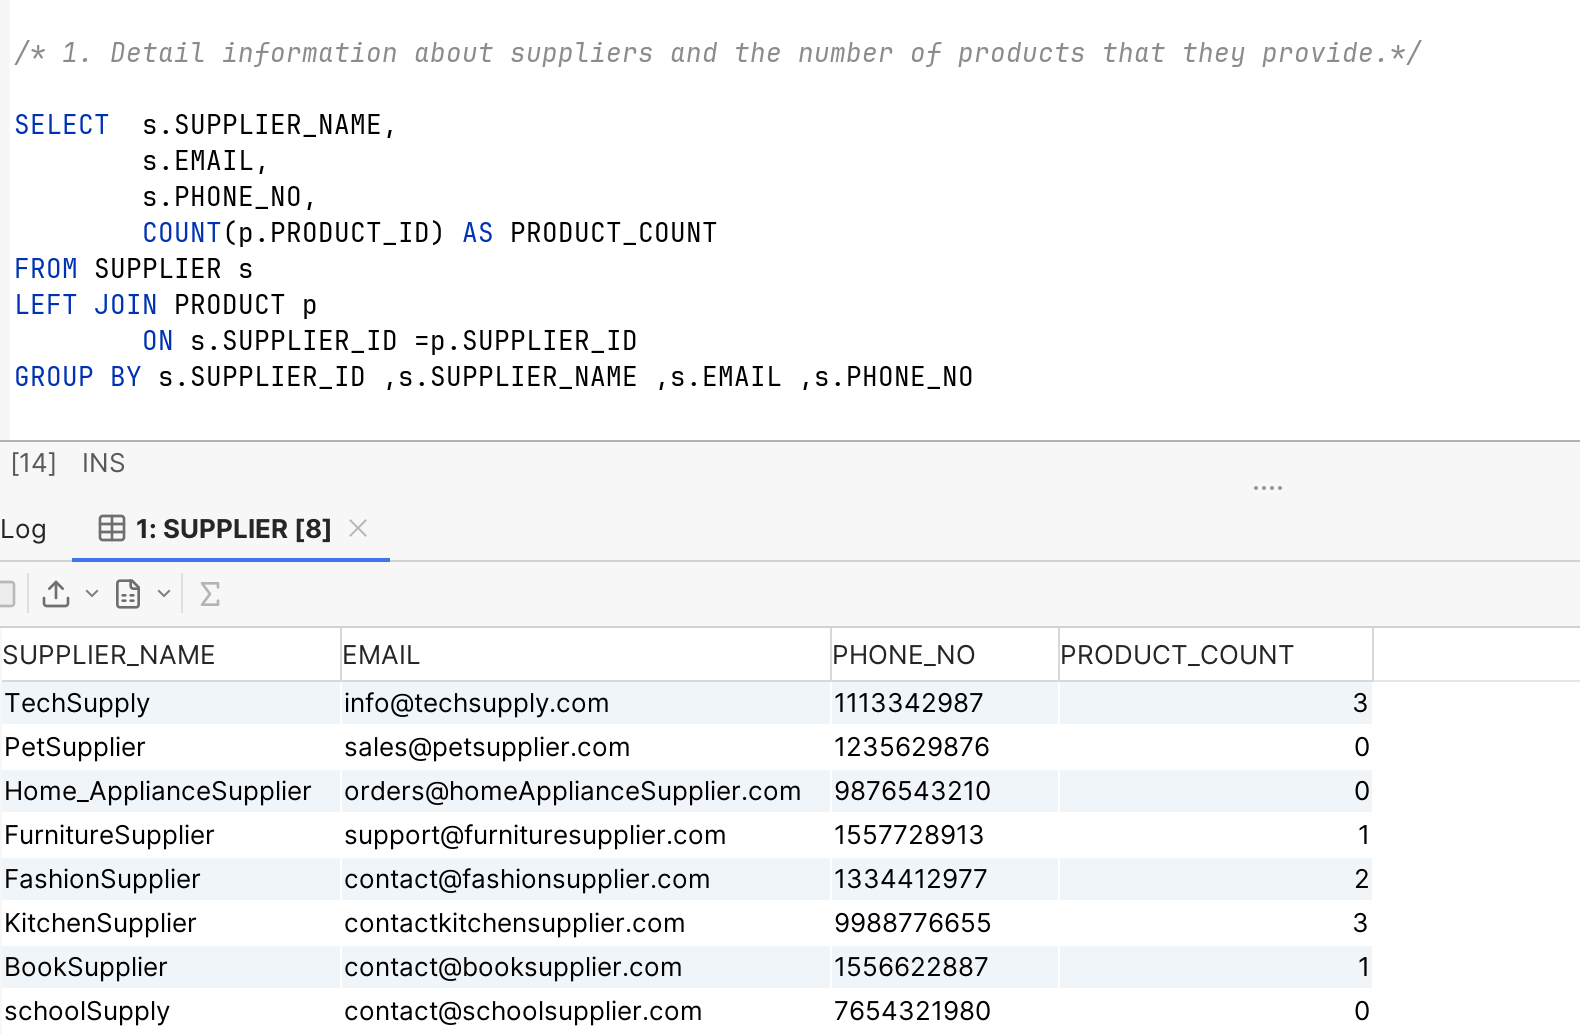 /* 1. Detail information about suppliers and the number of products that they provide.*/
SELECT  s.SUPPLIER_NAME,
        s.EMAIL,
        s.PHONE_NO,
        COUNT(p.PRODUCT_ID) AS PRODUCT_COUNT
FROM SUPPLIER s
LEFT JOIN PRODUCT p
        ON s.SUPPLIER_ID =p.SUPPLIER_ID
GROUP BY s.SUPPLIER_ID ,s.SUPPLIER_NAME ,s.EMAIL ,s.PHONE_NO
[14] INS
Log 1: SUPPLIER [8]
SUPPLIER_NAME EMAIL PHONE_NO PRODUCT_COUNT
TechSupply info@techsupply.com 1113342987 3
PetSupplier sales@petsupplier.com 1235629876 0
Home_ApplianceSupplier orders@homeApplianceSupplier.com 9876543210 0
FurnitureSupplier support@furnituresupplier.com 1557728913 1
FashionSupplier contact@fashionsupplier.com 1334412977 2
KitchenSupplier contactkitchensupplier.com 9988776655 3
BookSupplier contact@booksupplier.com 1556622887 1
schoolSupply contact@schoolsupplier.com 7654321980 0